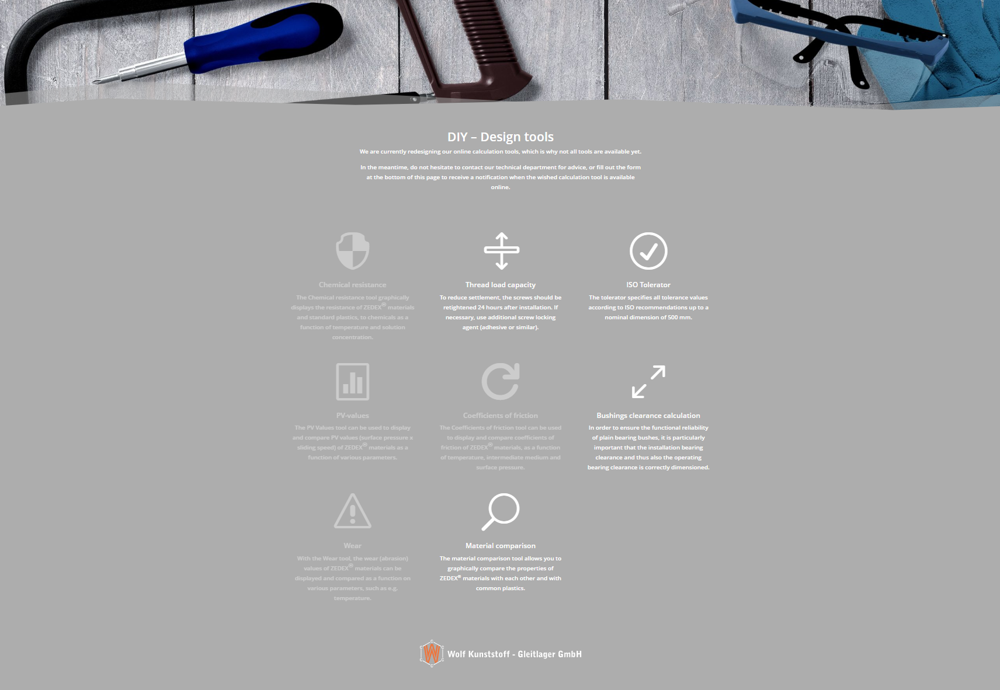 DIY – Design tools
We are currently redesigning our online calculation tools, which is why not all tools are available yet.
In the meantime, do not hesitate to contact our technical department for advice, or fill out the form
at the bottom of this page to receive a notification when the wished calculation tool is available
online.
Chemical resistance
The Chemical resistance tool graphically
displays the resistance of ZEDEX® materials
and standard plastics, to chemicals as a
function of temperature and solution
concentration.
Thread load capacity
To reduce settlement, the screws should be
retightened 24 hours after installation. If
necessary, use additional screw locking
agent (adhesive or similar).
ISO Tolerator
The tolerator specifies all tolerance values
according to ISO recommendations up to a
nominal dimension of 500 mm.
PV-values
The PV Values tool can be used to display
and compare PV values (surface pressure x
sliding speed) of ZEDEX® materials as a
function of various parameters.
Coefficients of friction
The Coefficients of friction tool can be used
to display and compare coefficients of
friction of ZEDEX® materials, as a function
of temperature, intermediate medium and
surface pressure.
Bushings clearance calculation
In order to ensure the functional reliability
of plain bearing bushes, it is particularly
important that the installation bearing
clearance and thus also the operating
bearing clearance is correctly dimensioned.
Wear
With the Wear tool, the wear (abrasion)
values of ZEDEX® materials can be
displayed and compared as a function on
various parameters, such as e.g.
temperature.
Material comparison
The material comparison tool allows you to
graphically compare the properties of
ZEDEX® materials with each other and with
common plastics.
C C C W C C C
Wolf Kunststoff - Gleitlager GmbH